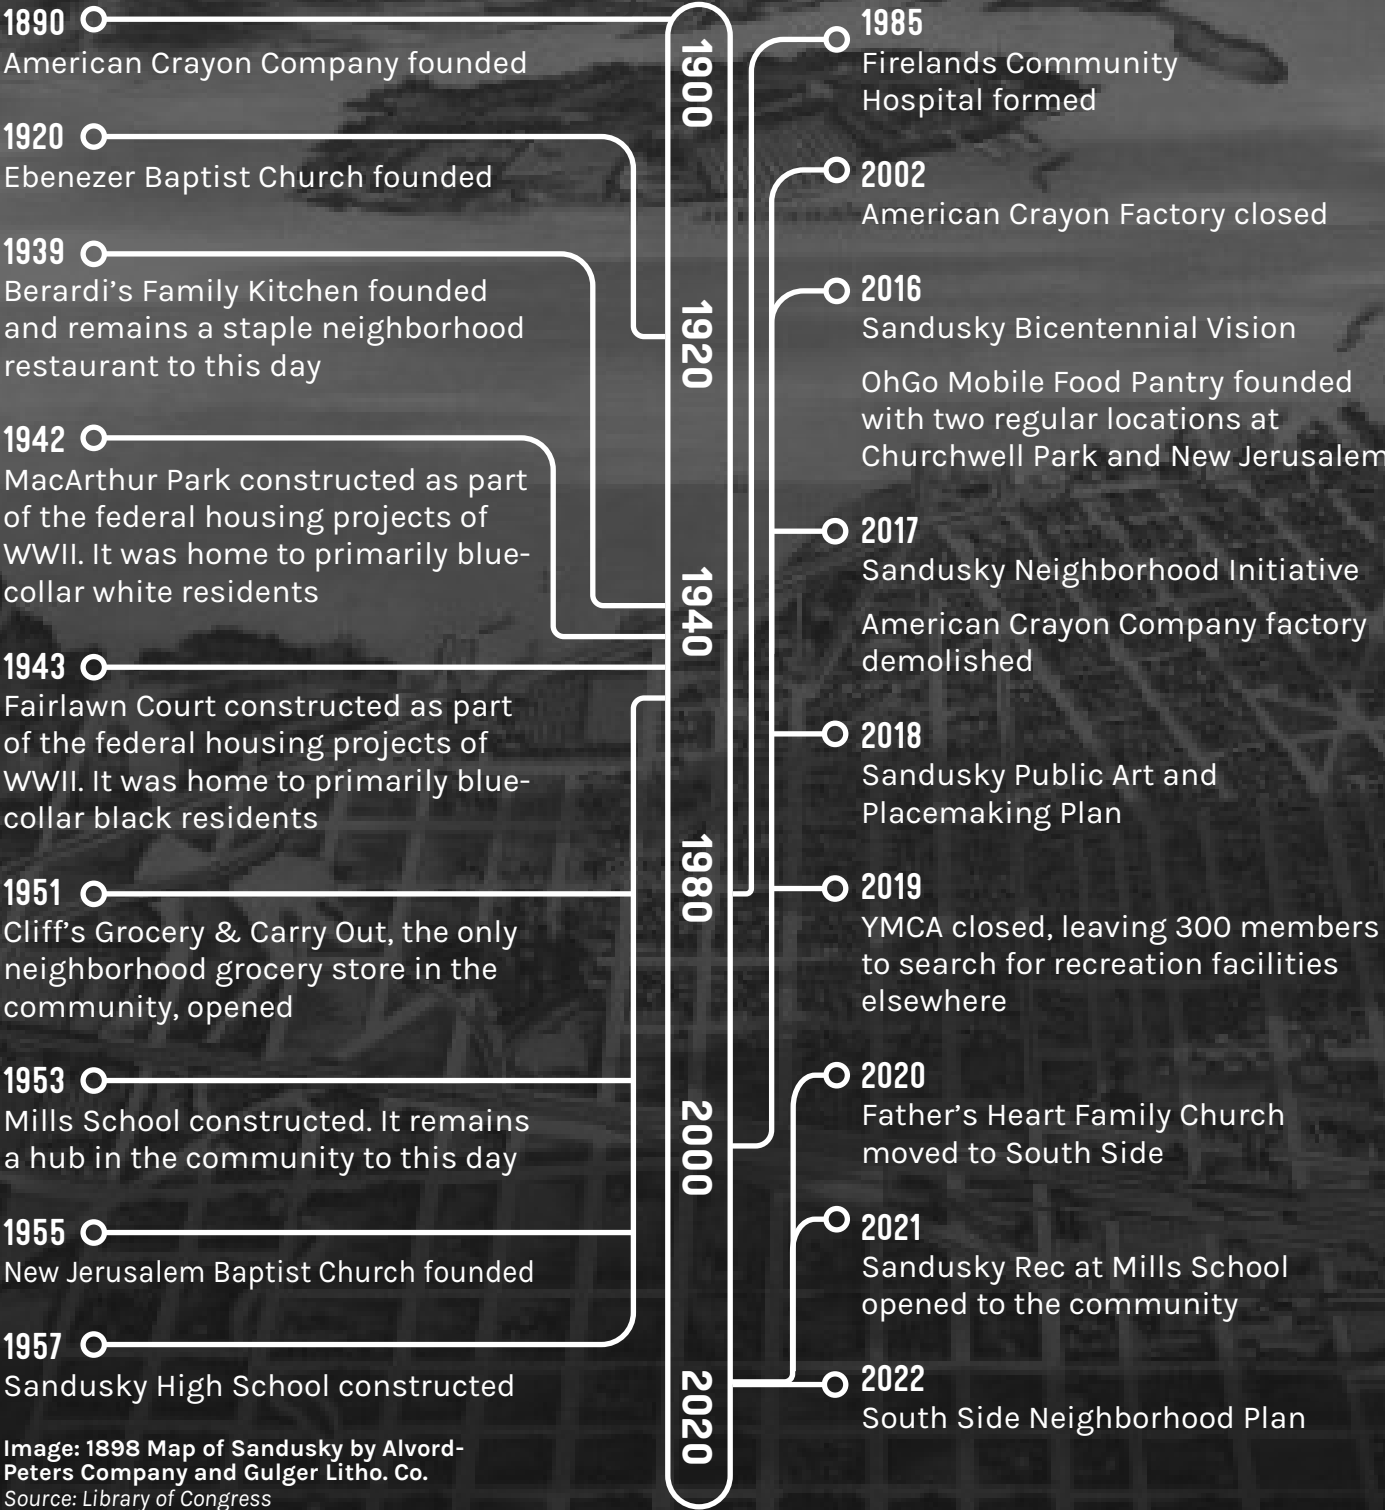 1890
American Crayon Company founded
1920
Ebenezer Baptist Church founded
1939
Berardi’s Family Kitchen founded
and remains a staple neighborhood
restaurant to this day
1942
MacArthur Park constructed as part
of the federal housing projects of
WWII. It was home to primarily blue-
collar white residents
1943
Fairlawn Court constructed as part
of the federal housing projects of
WWII. It was home to primarily blue-
collar black residents
1951
Cliff’s Grocery & Carry Out, the only
neighborhood grocery store in the
community, opened
1953
Mills School constructed. It remains
a hub in the community to this day
1955
New Jerusalem Baptist Church founded
1957
Sandusky High School constructed
Image: 1898 Map of Sandusky by Alvord-
Peters Company and Gulger Litho. Co.
Source: Library of Congress
1900
1920
1940
1980
2000
2020
1985
Firelands Community
Hospital formed
2002
American Crayon Factory closed
2016
Sandusky Bicentennial Vision
OhGo Mobile Food Pantry founded
with two regular locations at
Churchwell Park and New Jerusalem
2017
Sandusky Neighborhood Initiative
American Crayon Company factory
demolished
2018
Sandusky Public Art and
Placemaking Plan
2019
YMCA closed, leaving 300 members
to search for recreation facilities
elsewhere
2020
Father’s Heart Family Church
moved to South Side
2021
Sandusky Rec at Mills School
opened to the community
2022
South Side Neighborhood Plan